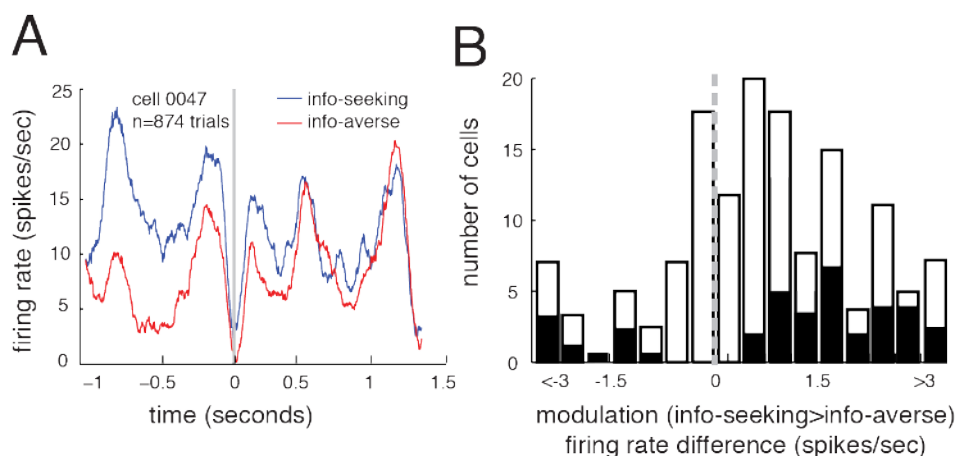 A
cell 0047
n=874 trials
info-seeking
info-averse
firing rate (spikes/sec)
25
20
15
10
5
0
−1 -0.5 0 0.5 1 1.5
time (seconds)
B
number of cells
20
15
10
5
0
<-3 -1.5 0 1.5 >3
modulation (info-seeking>info-averse)
firing rate difference (spikes/sec)